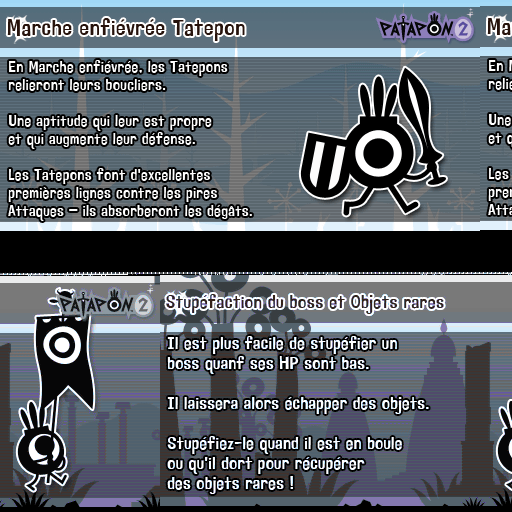 Marche enfiévrée Tatepon
PATAPON 2
Ma
En Marche enfiévrée, les Tatepons
relieront leurs boucliers.
Une aptitude qui leur est propre
et qui augmente leur défense.
Les Tatepons font d'excellentes
premières lignes contre les pires
Attaques – ils absorberont les dégâts.
En M
relie
Une
et q
Les
prem
Atta
PATAPON 2
Stupéfaction du boss et Objets rares
Il est plus facile de stupéfier un
boss quanf ses HP sont bas.
Il laissera alors échapper des objets.
Stupéfiez-le quand il est en boule
ou qu'il dort pour récupérer
des objets rares !